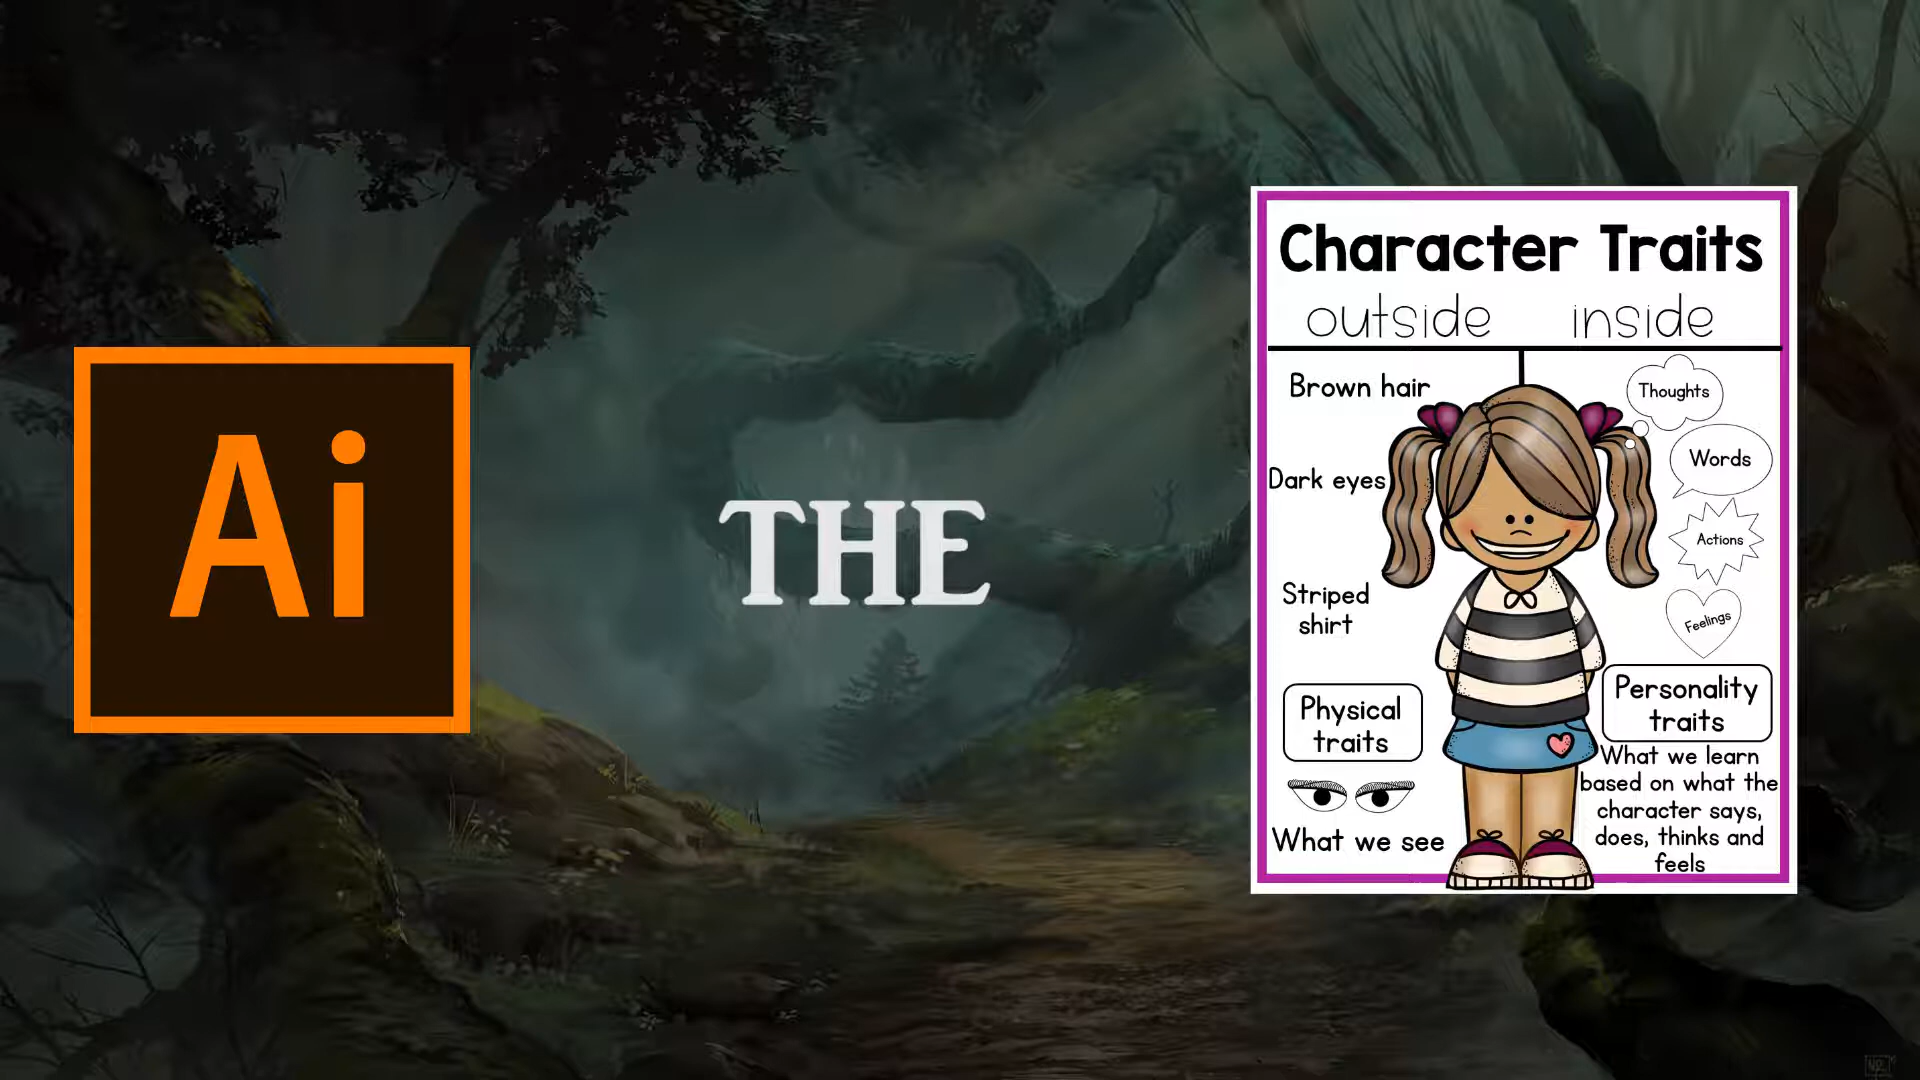 Ai
THE
Character Traits
outside inside
Brown hair
Dark eyes
Striped
shirt
Physical
traits
What we see
Thoughts
Words
Actions
Feelings
Personality
traits
What we learn
based on what the
character says,
does, thinks and
feels